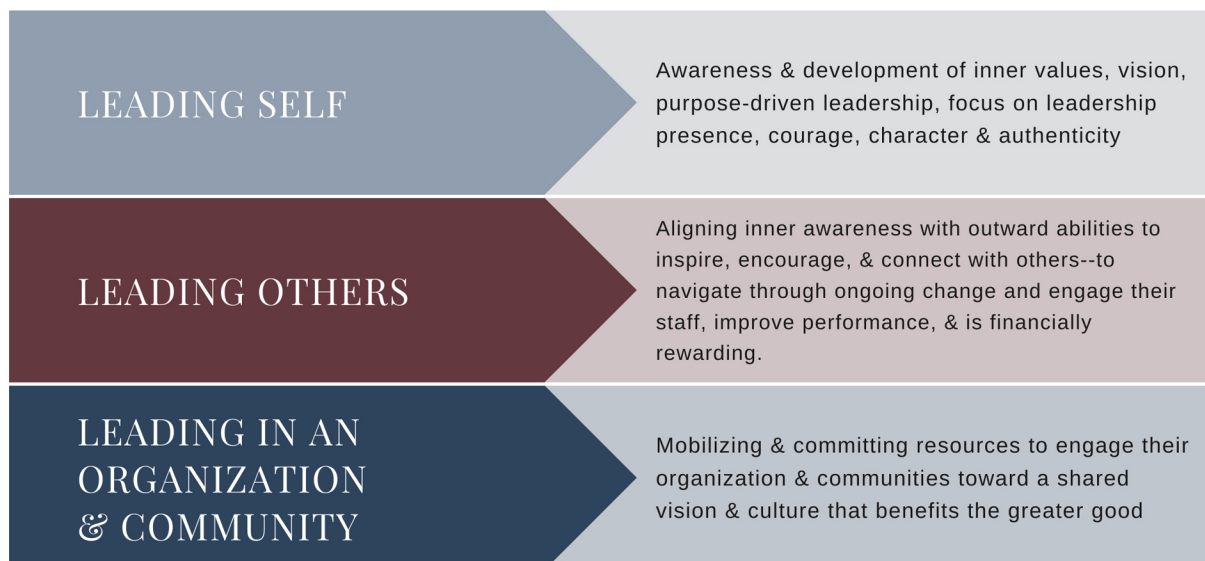 LEADING SELF
Awareness & development of inner values, vision,
purpose-driven leadership, focus on leadership
presence, courage, character & authenticity
LEADING OTHERS
Aligning inner awareness with outward abilities to
inspire, encourage, & connect with others--to
navigate through ongoing change and engage their
staff, improve performance, & is financially
rewarding.
LEADING IN AN
ORGANIZATION
& COMMUNITY
Mobilizing & committing resources to engage their
organization & communities toward a shared
vision & culture that benefits the greater good